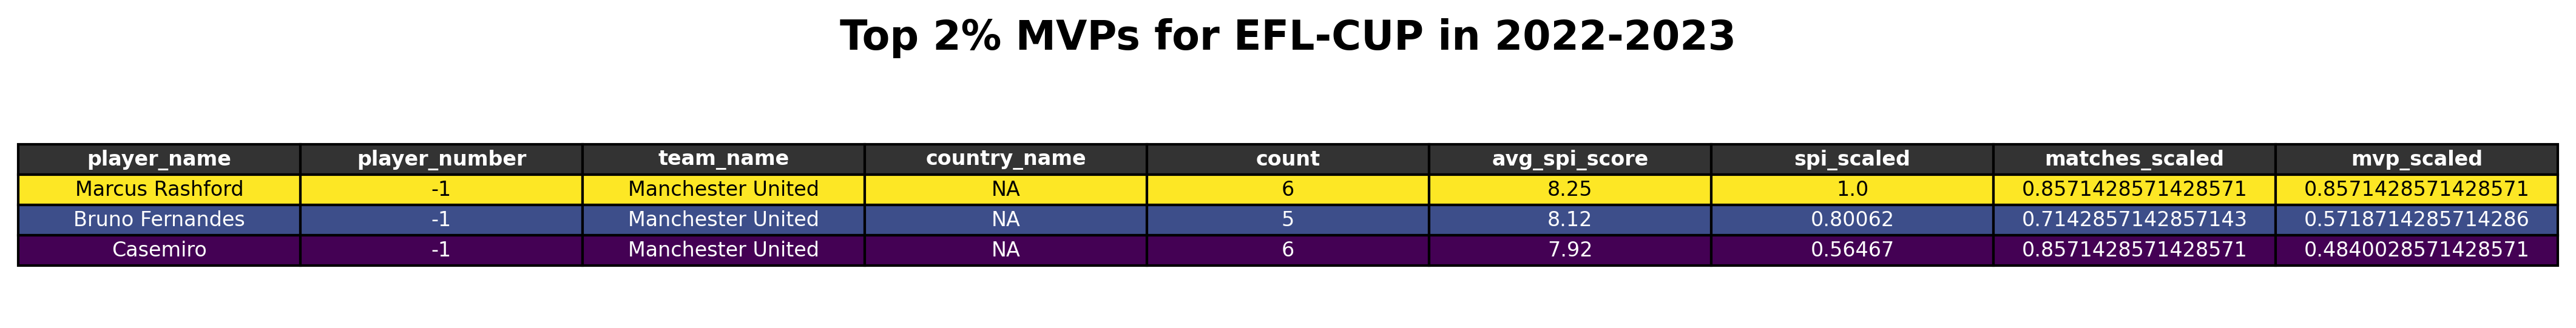 Top 2% MVPs for EFL-CUP in 2022-2023
player_name player_number team_name country_name count avg_spi_score spi_scaled matches_scaled mvp_scaled
Marcus Rashford -1 Manchester United NA 6 8.25 1.0 0.8571428571428571 0.8571428571428571
Bruno Fernandes -1 Manchester United NA 5 8.12 0.80062 0.7142857142857143 0.5718714285714286
Casemiro -1 Manchester United NA 6 7.92 0.56467 0.8571428571428571 0.4840028571428571